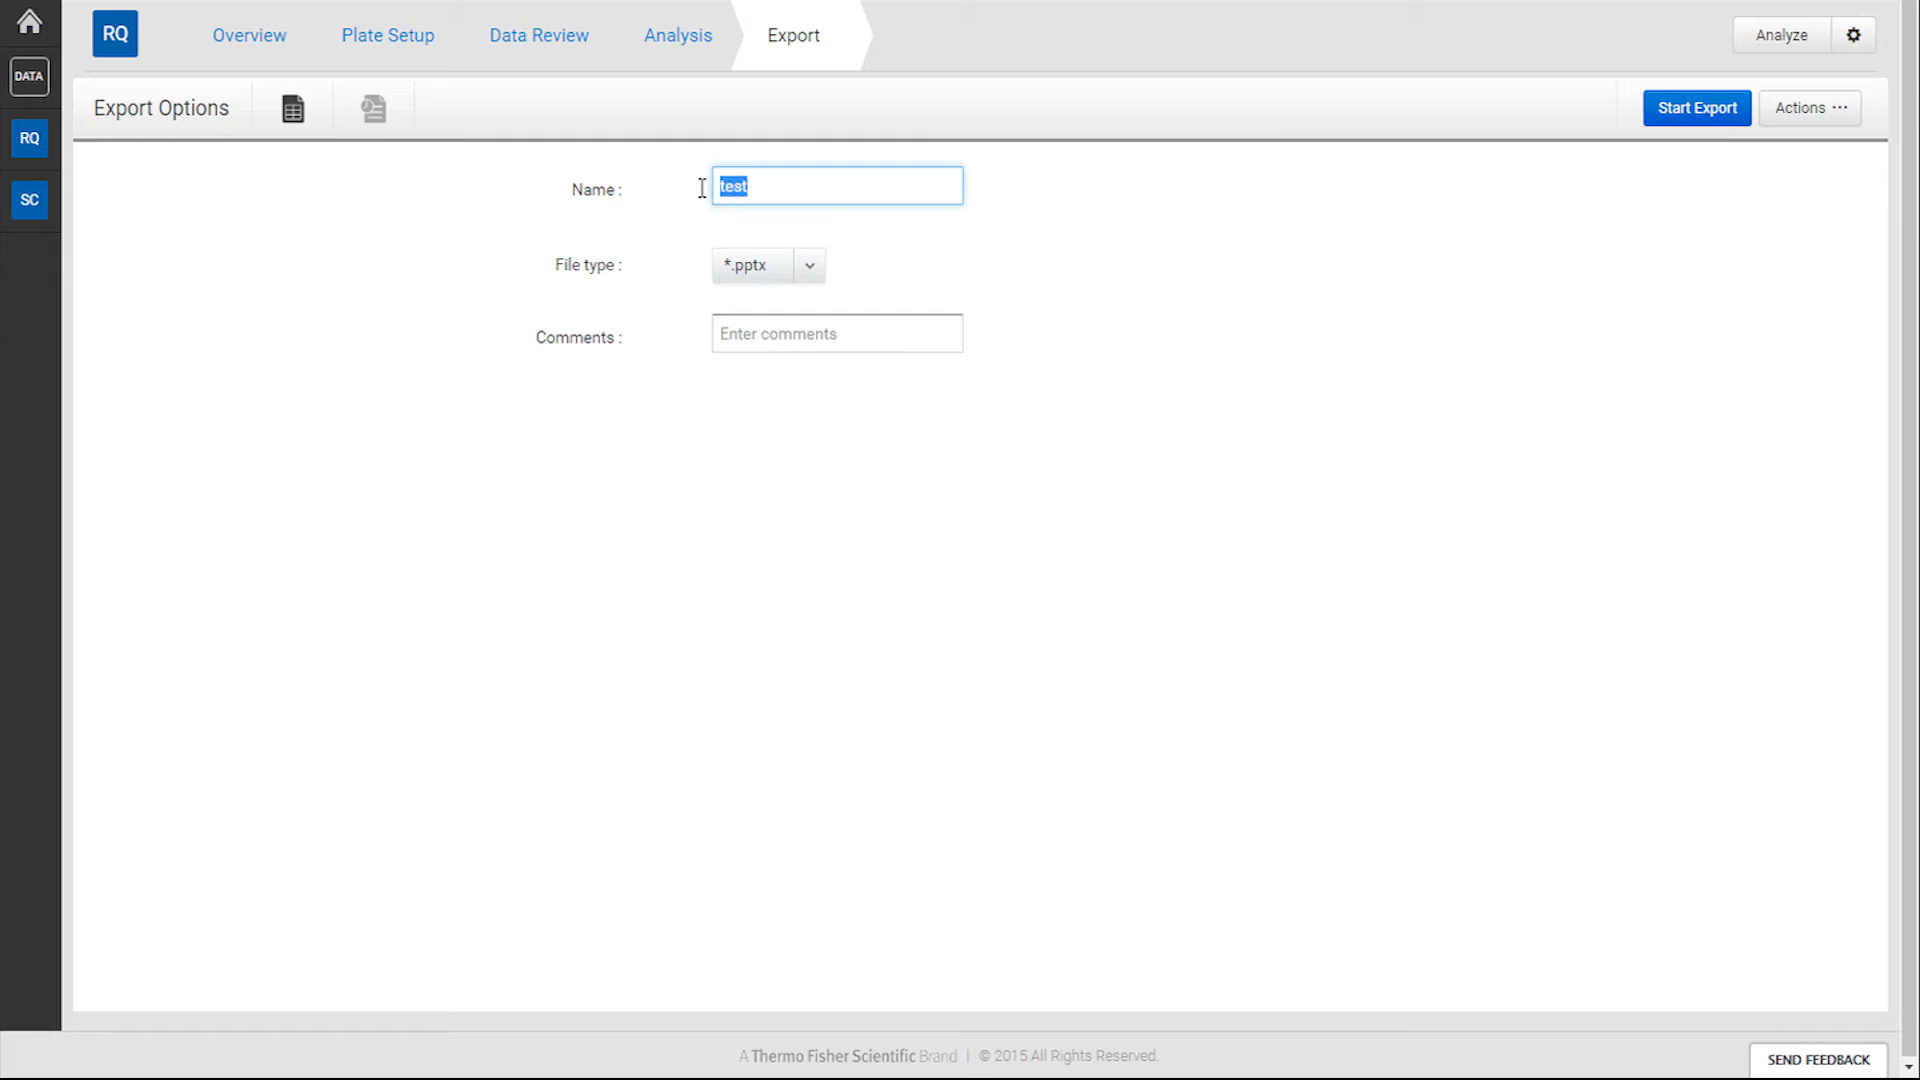 RQ
Overview
Plate Setup
Data Review
Analysis
Export
Analyze
DATA
RQ
SC
Export Options
Start Export
Actions ···
Name :
test
File type :
*.pptx
Comments :
Enter comments
A Thermo Fisher Scientific Brand | © 2015 All Rights Reserved.
SEND FEEDBACK